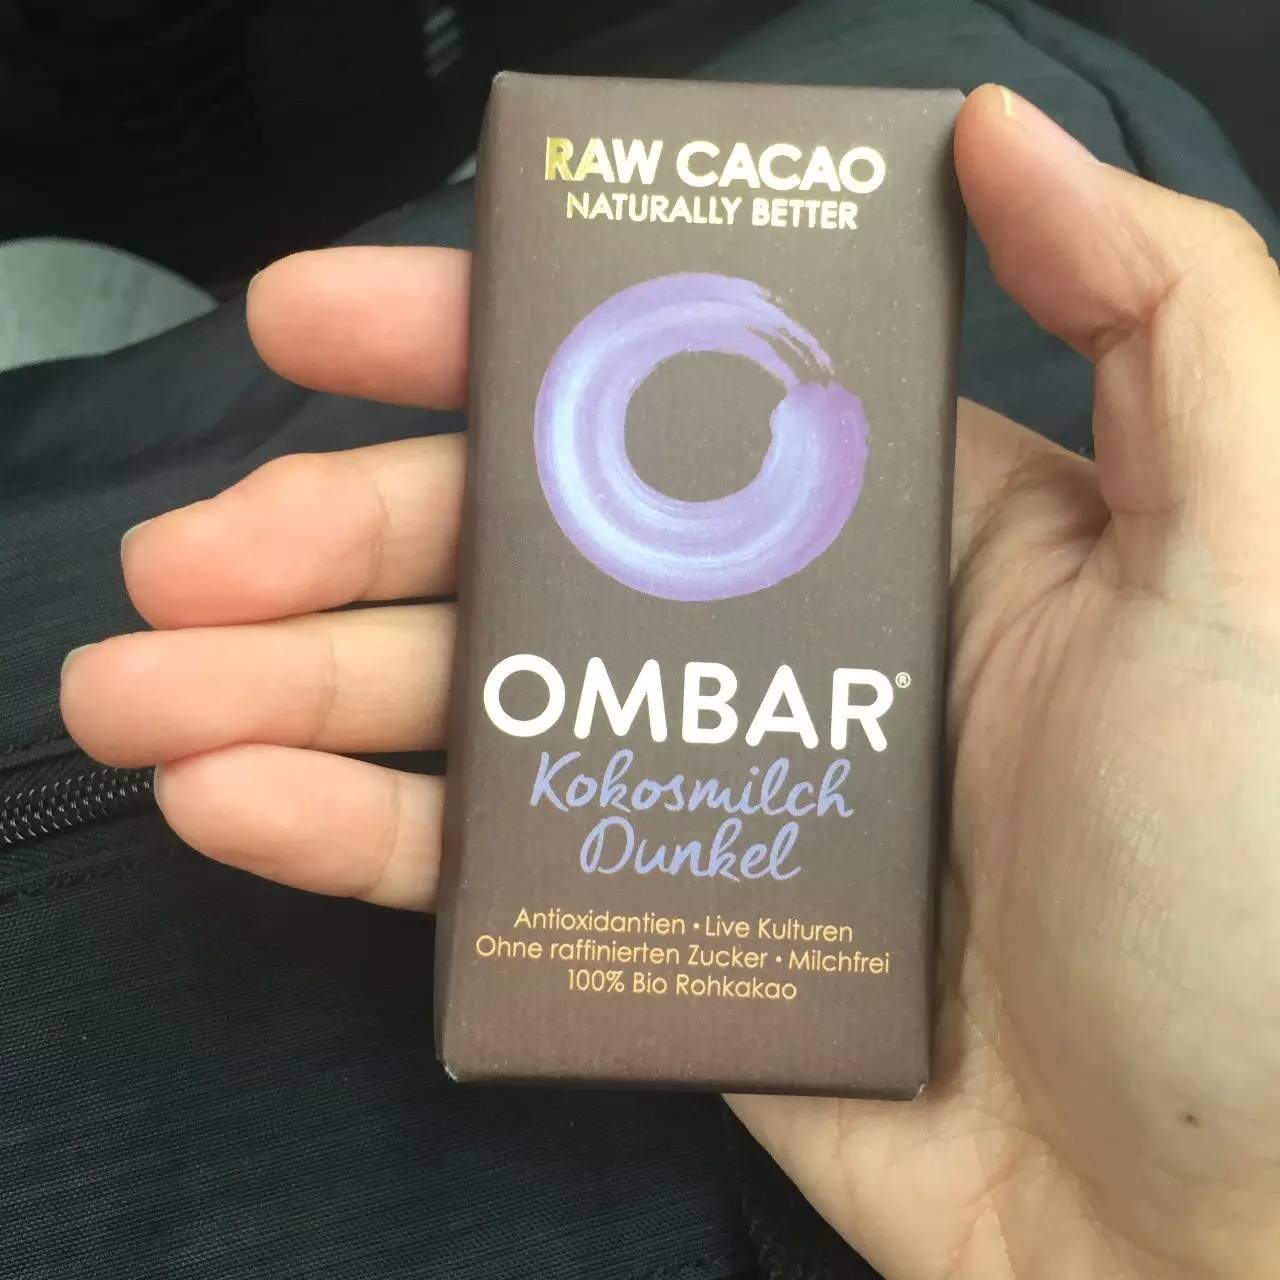 RAW CACAO
NATURALLY BETTER
OMBAR®
Kokosmilch
Dunkel
Antioxidantien • Live Kulturen
Ohne raffinierten Zucker • Milchfrei
100% Bio Rohkakao